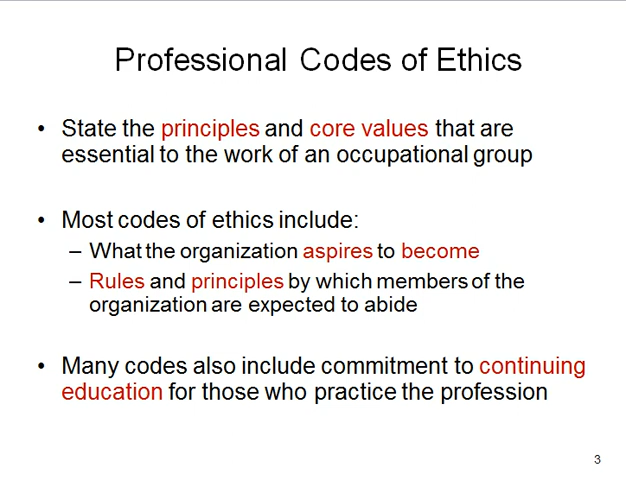 Professional Codes of Ethics
• State the principles and core values that are
essential to the work of an occupational group
• Most codes of ethics include:
– What the organization aspires to become
– Rules and principles by which members of the
organization are expected to abide
• Many codes also include commitment to continuing
education for those who practice the profession
3